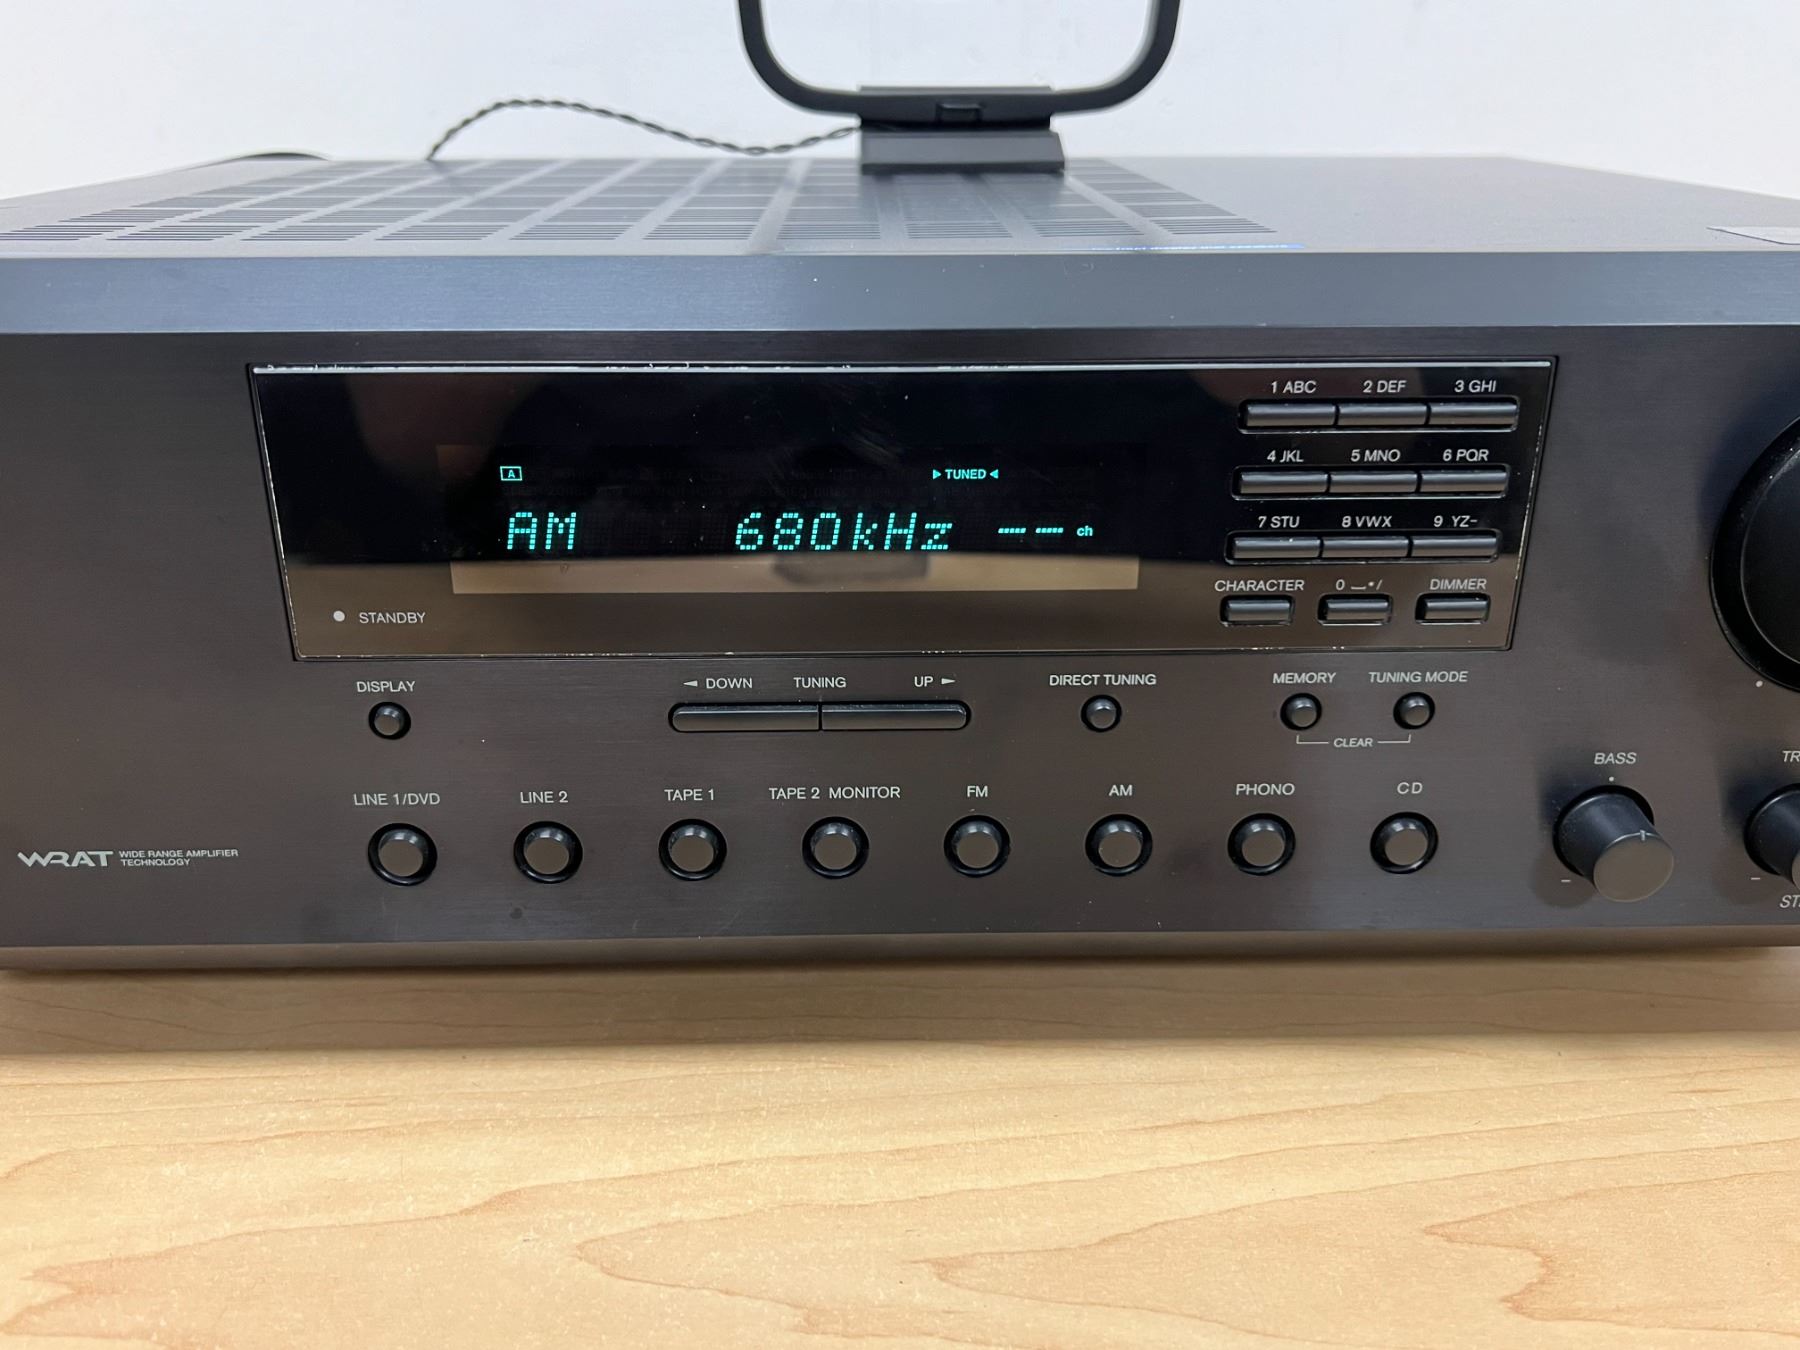 1 ABC 2 DEF 3 GHI
A ▶ TUNED ◀
4 JKL 5 MNO 6 PQR
AM 680kHz -- -- ch
7 STU 8 VWX 9 YZ-
CHARACTER 0 ⎵ * / DIMMER
STANDBY
DISPLAY ◄ DOWN TUNING UP ► DIRECT TUNING MEMORY TUNING MODE
CLEAR
BASS
LINE 1/DVD LINE 2 TAPE 1 TAPE 2 MONITOR FM AM PHONO CD
WRAT WIDE RANGE AMPLIFIER
TECHNOLOGY